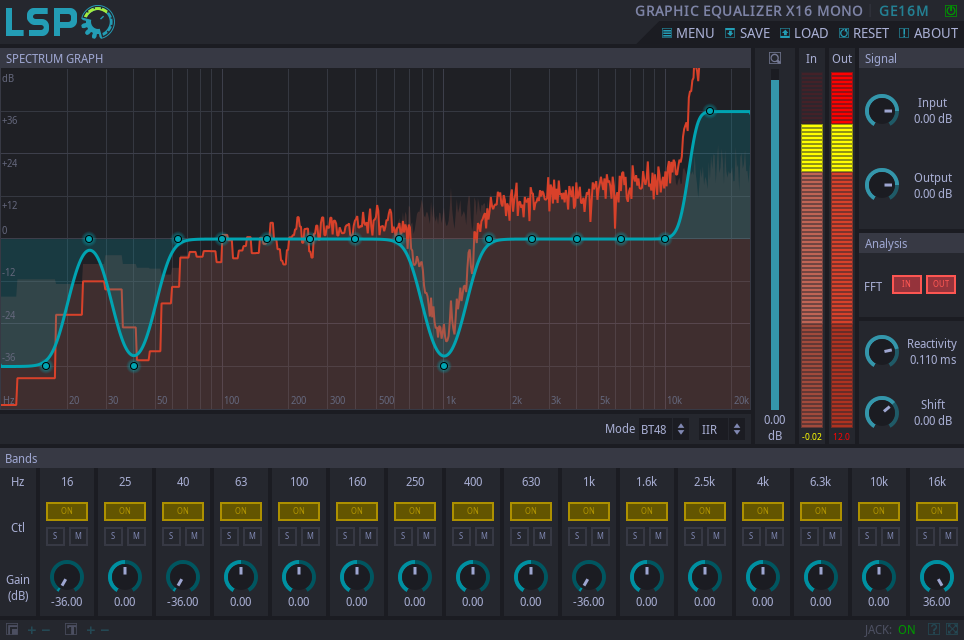 LSP
GRAPHIC EQUALIZER X16 MONO GE16M
MENU SAVE LOAD RESET ABOUT
SPECTRUM GRAPH
dB
+36
+24
+12
0
-12
-24
-36
Hz 20 30 50 100 200 300 500 1k 2k 3k 5k 10k 20k
Mode BT48 IIR
0.00
dB
In Out
-0.02 12.0
Signal
Input
0.00 dB
Output
0.00 dB
Analysis
FFT IN OUT
Reactivity
0.110 ms
Shift
0.00 dB
Bands
Hz 16 25 40 63 100 160 250 400 630 1k 1.6k 2.5k 4k 6.3k 10k 16k
Ctl
ON ON ON ON ON ON ON ON ON ON ON ON ON ON ON ON
S M S M S M S M S M S M S M S M S M S M S M S M S M S M S M S M
Gain
(dB)
-36.00 0.00 -36.00 0.00 0.00 0.00 0.00 0.00 0.00 -36.00 0.00 0.00 0.00 0.00 0.00 36.00
JACK: ON